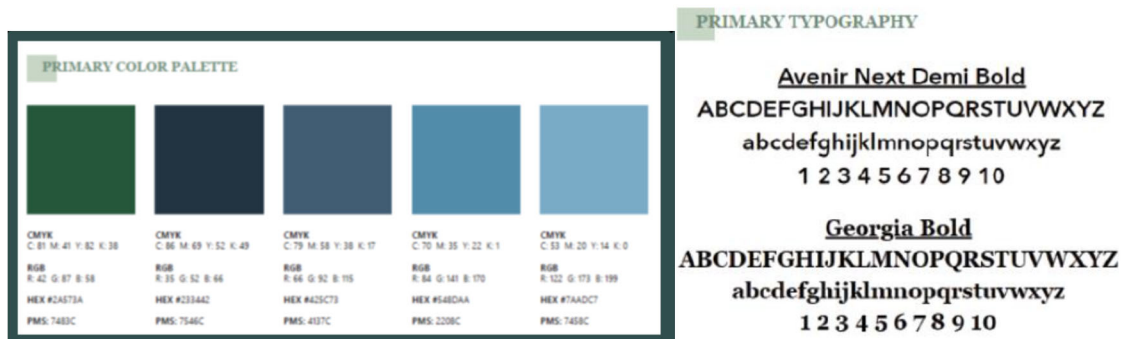 PRIMARY COLOR PALETTE
CMYK
C: 81 M: 41 Y: 82 K: 38
RGB
R: 42 G: 87 B: 58
HEX #2A573A
PMS: 7483C
CMYK
C: 86 M: 69 Y: 52 K: 49
RGB
R: 35 G: 52 B: 66
HEX #233442
PMS: 7546C
CMYK
C: 79 M: 58 Y: 38 K: 17
RGB
R: 66 G: 92 B: 115
HEX #425C73
PMS: 4137C
CMYK
C: 70 M: 35 Y: 22 K: 1
RGB
R: 84 G: 141 B: 170
HEX #548DAA
PMS: 2208C
CMYK
C: 53 M: 20 Y: 14 K: 0
RGB
R: 122 G: 173 B: 199
HEX #7AADC7
PMS: 7458C
PRIMARY TYPOGRAPHY
Avenir Next Demi Bold
ABCDEFGHIJKLMNOPQRSTUVWXYZ
abcdefghijklmnopqrstuvwxyz
1 2 3 4 5 6 7 8 9 10
Georgia Bold
ABCDEFGHIJKLMNOPQRSTUVWXYZ
abcdefghijklmnopqrstuvwxyz
1 2 3 4 5 6 7 8 9 10